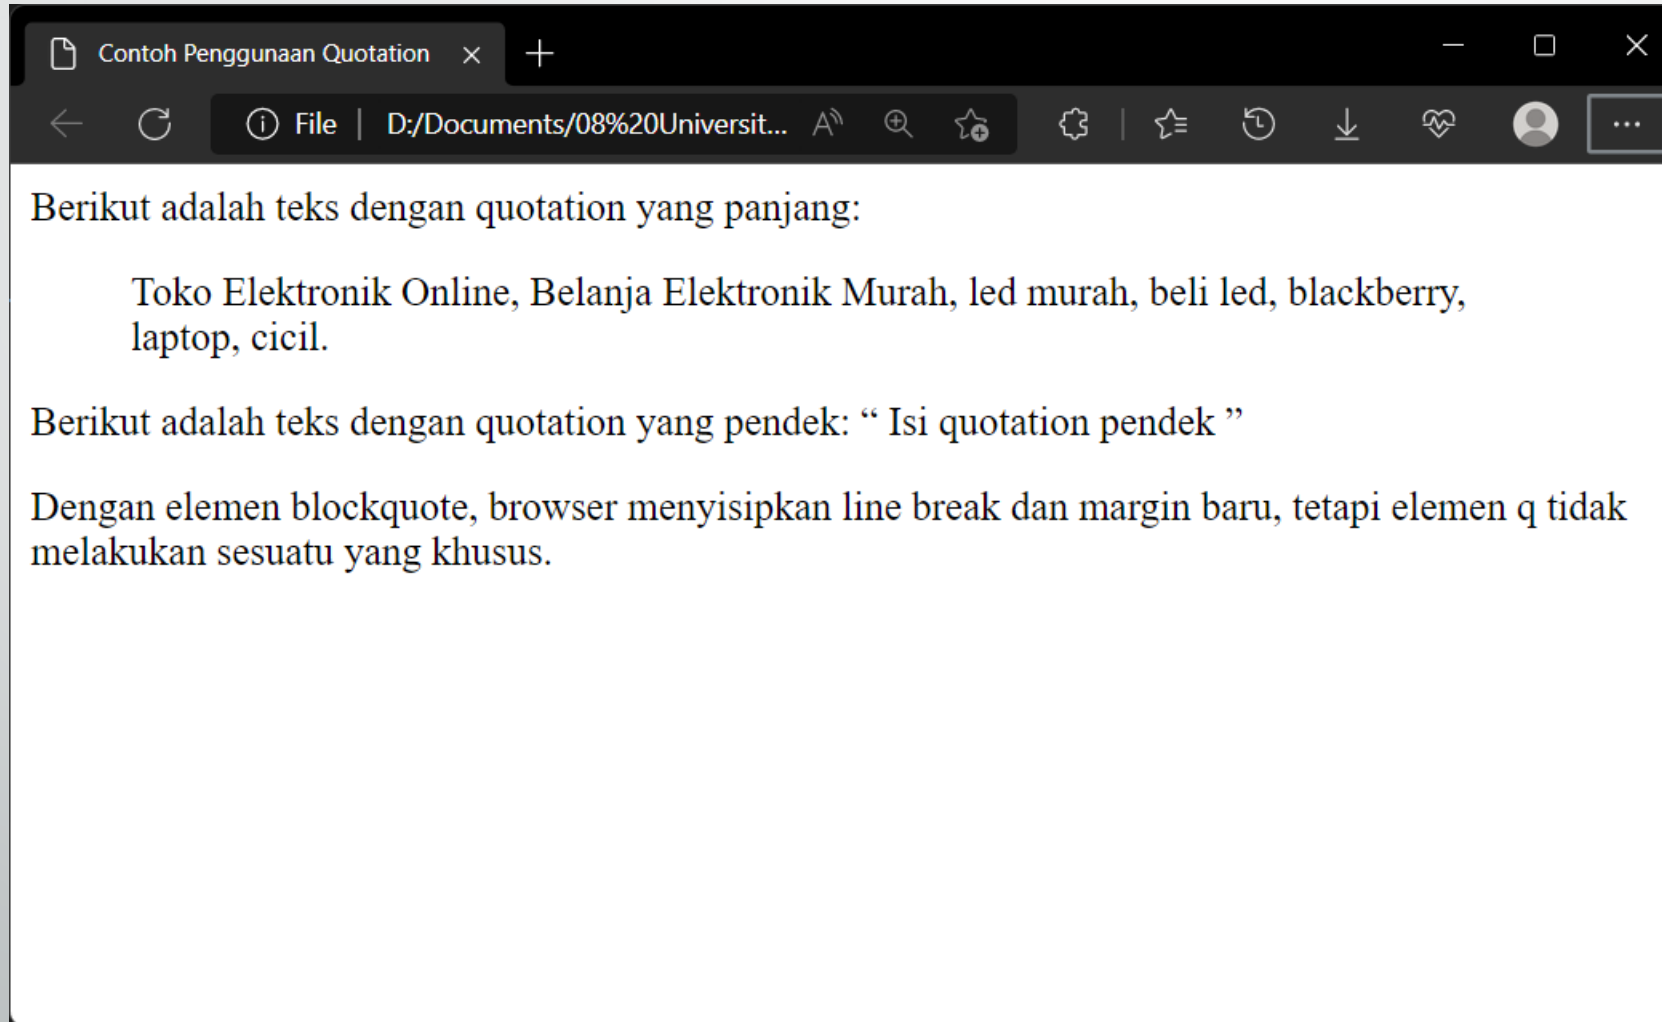 Contoh Penggunaan Quotation
File | D:/Documents/08%20Universit...
Berikut adalah teks dengan quotation yang panjang:
Toko Elektronik Online, Belanja Elektronik Murah, led murah, beli led, blackberry,
laptop, cicil.
Berikut adalah teks dengan quotation yang pendek: “ Isi quotation pendek ”
Dengan elemen blockquote, browser menyisipkan line break dan margin baru, tetapi elemen q tidak
melakukan sesuatu yang khusus.